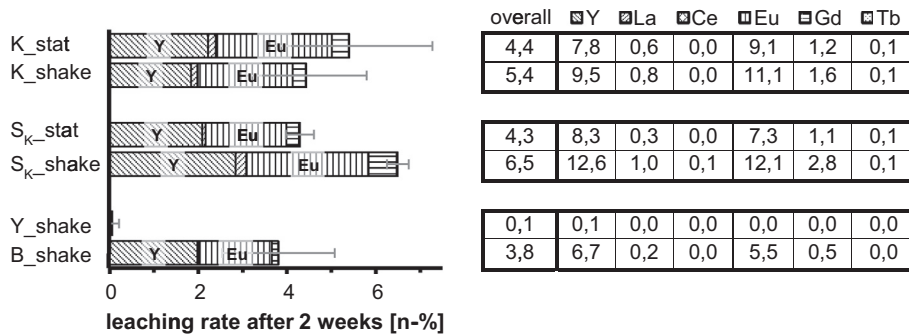 overall Y La Ce Eu Gd Tb
K_stat Y Eu 4,4 7,8 0,6 0,0 9,1 1,2 0,1
K_shake Y Eu 5,4 9,5 0,8 0,0 11,1 1,6 0,1
S_K_stat Y Eu 4,3 8,3 0,3 0,0 7,3 1,1 0,1
S_K_shake Y Eu 6,5 12,6 1,0 0,1 12,1 2,8 0,1
Y_shake 0,1 0,1 0,0 0,0 0,0 0,0 0,0
B_shake Y Eu 3,8 6,7 0,2 0,0 5,5 0,5 0,0
0 2 4 6
leaching rate after 2 weeks [n-%]